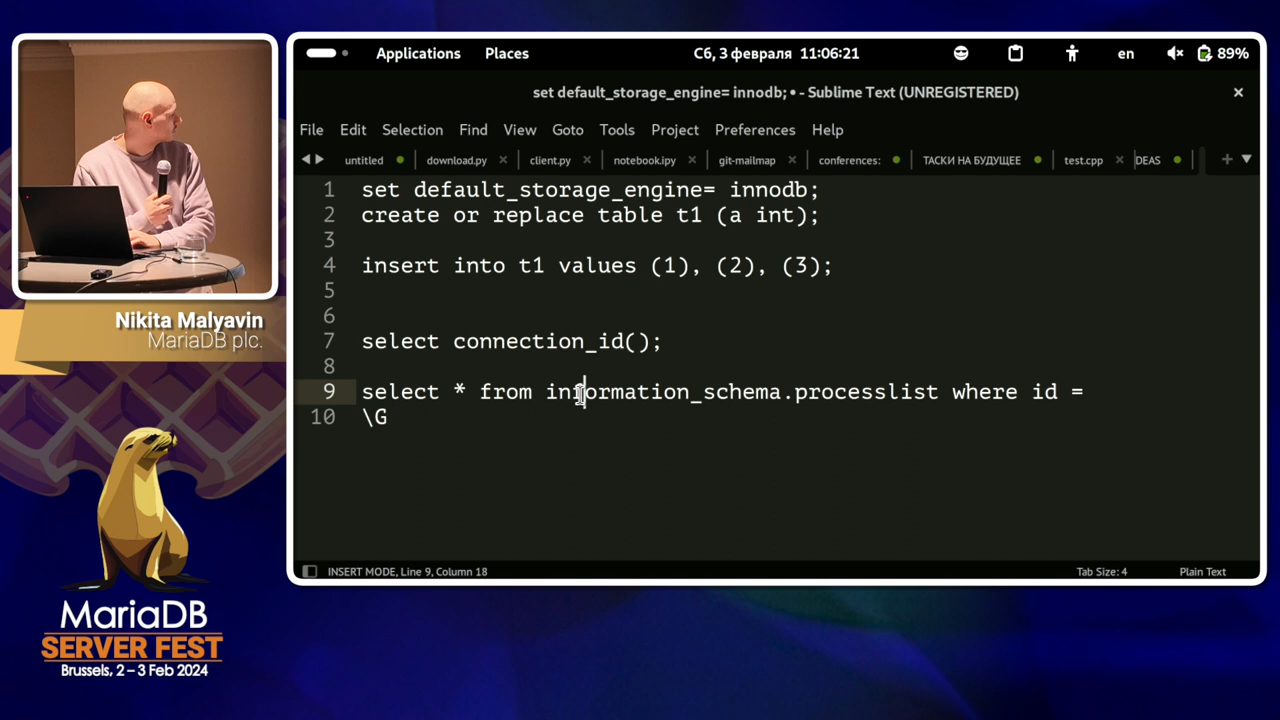 Applications Places Сб, 3 февраля 11:06:21 en 89%
set default_storage_engine= innodb; • - Sublime Text (UNREGISTERED)
File Edit Selection Find View Goto Tools Project Preferences Help
untitled download.py client.py notebook.ipy git-mailmap conferences: ТАСКИ НА БУДУЩЕЕ test.cpp DEAS
1 set default_storage_engine= innodb;
2 create or replace table t1 (a int);
3
4 insert into t1 values (1), (2), (3);
5
6
7 select connection_id();
8
9 select * from information_schema.processlist where id =
10 \G
INSERT MODE, Line 9, Column 18 Tab Size: 4 Plain Text
Nikita Malyavin
MariaDB plc.
MariaDB
SERVER FEST
Brussels, 2 – 3 Feb 2024